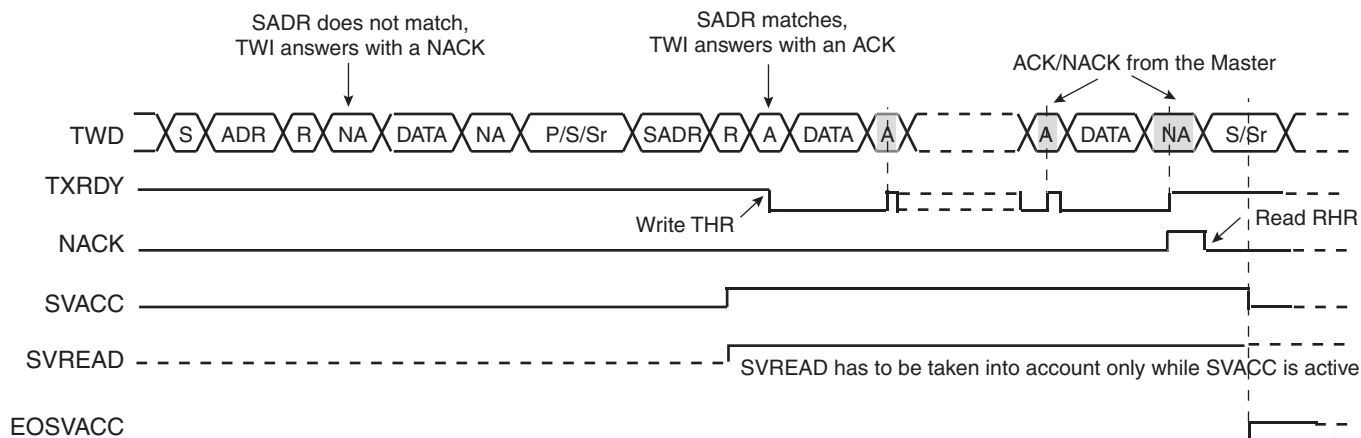 SADR does not match,
TWI answers with a NACK
SADR matches,
TWI answers with an ACK
ACK/NACK from the Master
TWD S ADR R NA DATA NA P/S/Sr SADR R A DATA A A DATA NA S/Sr
TXRDY
Write THR
Read RHR
NACK
SVACC
SVREAD
SVREAD has to be taken into account only while SVACC is active
EOSVACC